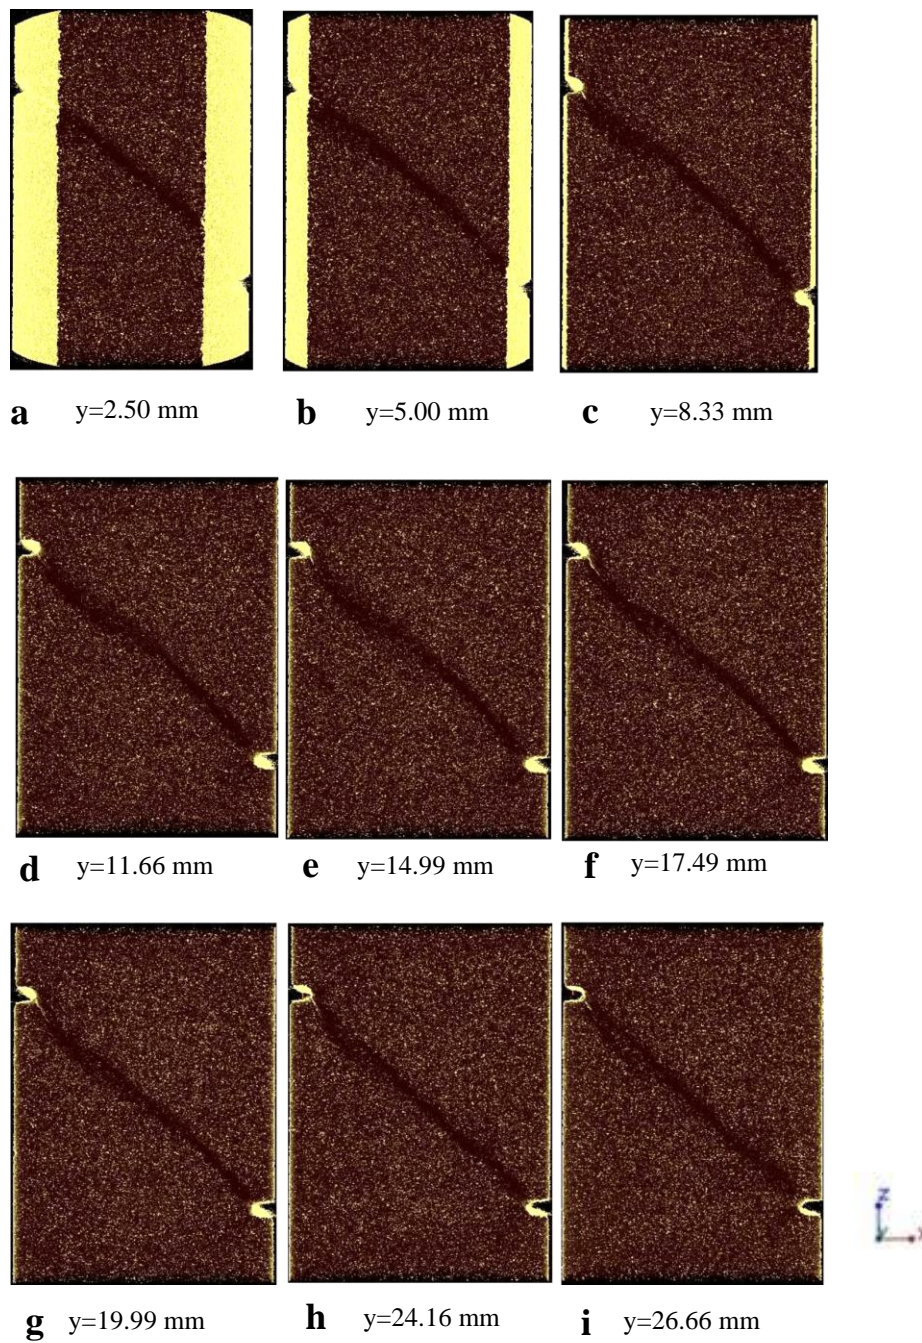 a y=2.50 mm b y=5.00 mm c y=8.33 mm
d y=11.66 mm e y=14.99 mm f y=17.49 mm
g y=19.99 mm h y=24.16 mm i y=26.66 mm
Z
Y X